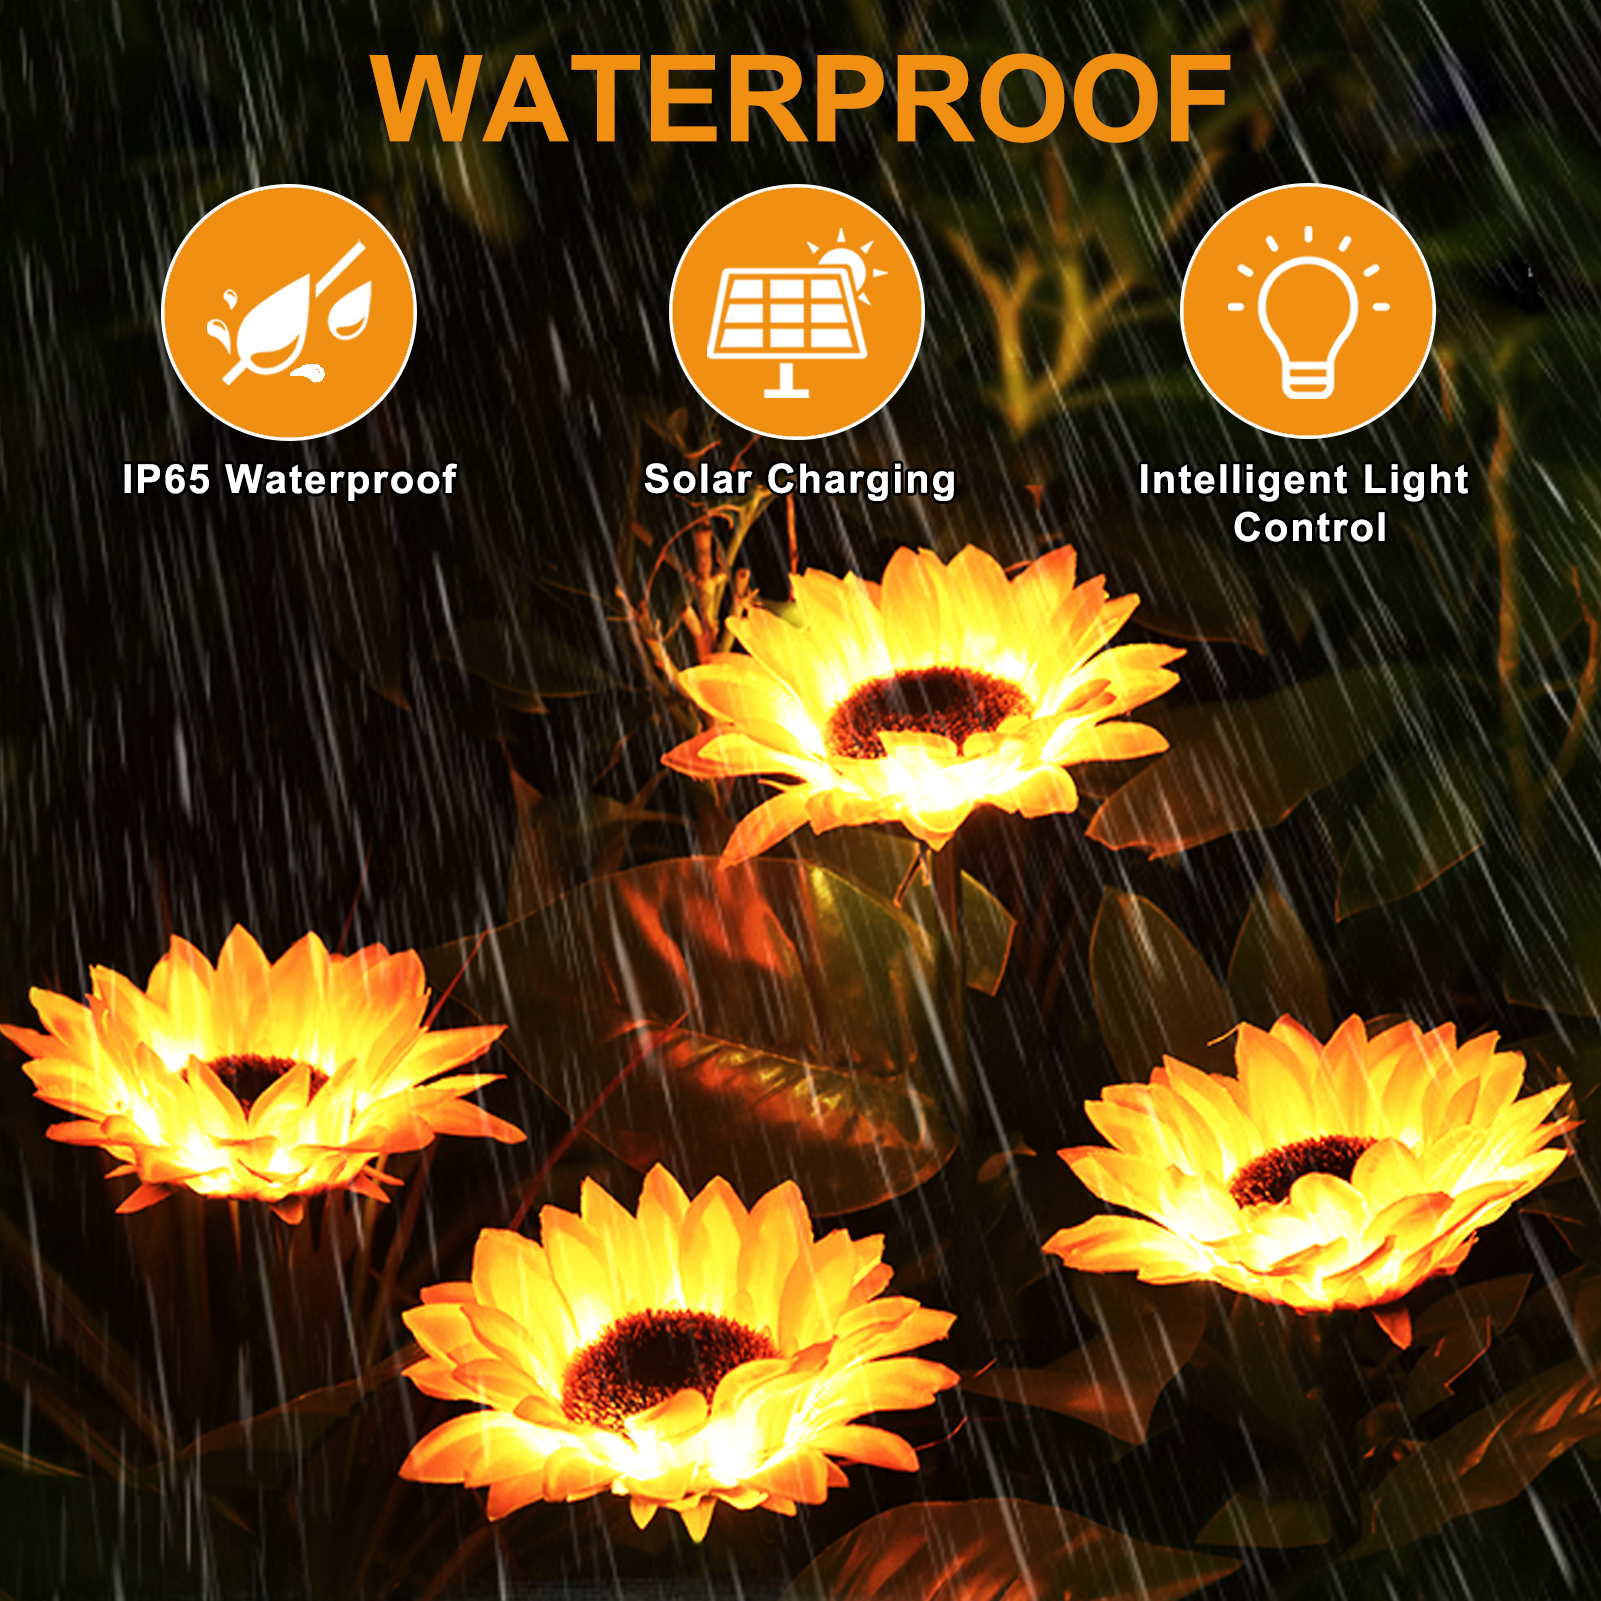 WATERPROOF
IP65 Waterproof
Solar Charging
Intelligent Light
Control